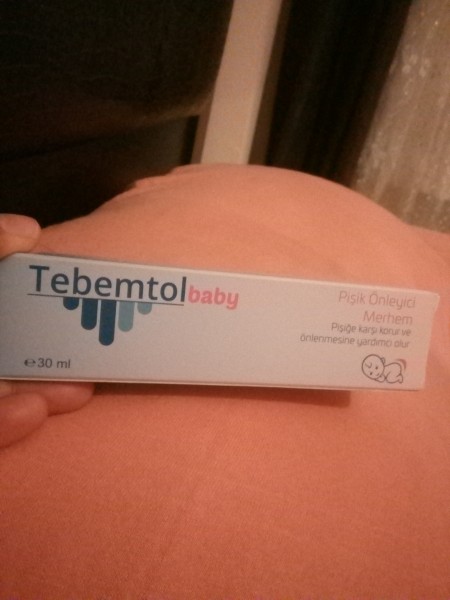 Tebemtol baby
Pişik Önleyici
Merhem
Pişiğe karşı korur ve
önlenmesine yardımcı olur
℮30 ml